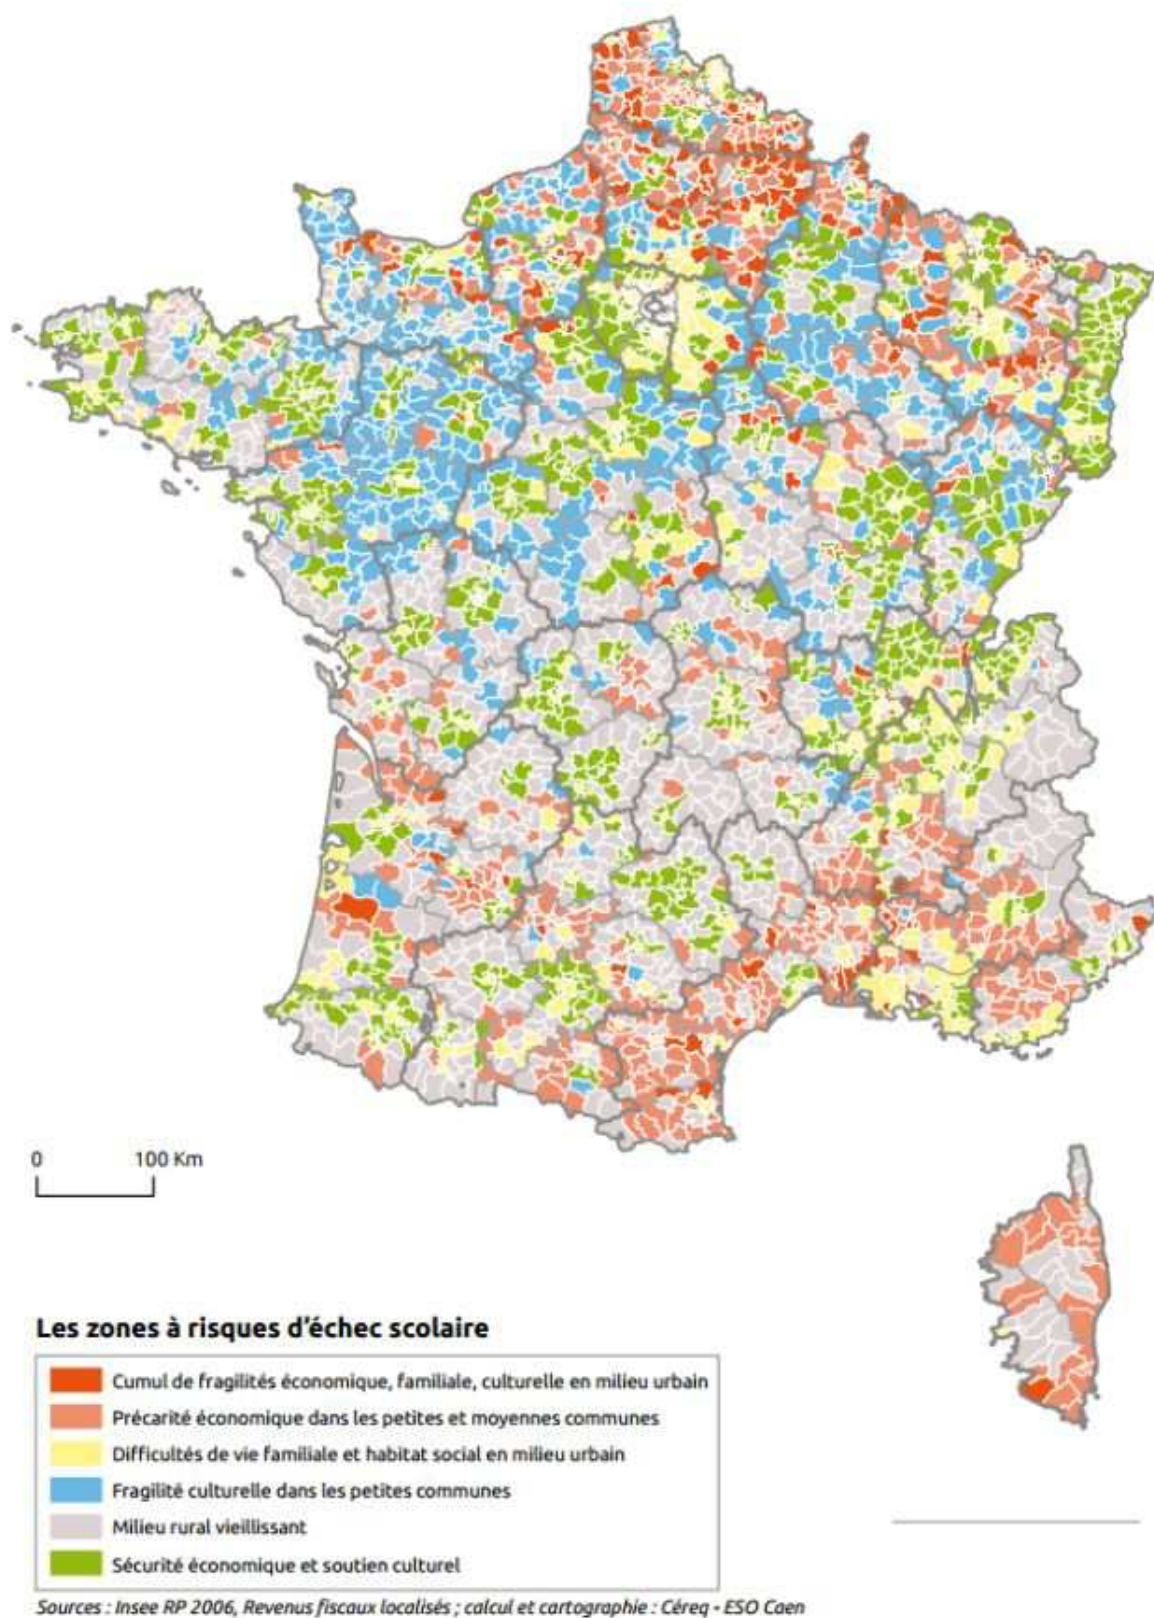 0 100 Km
Les zones à risques d'échec scolaire
Cumul de fragilités économique, familiale, culturelle en milieu urbain
Précarité économique dans les petites et moyennes communes
Difficultés de vie familiale et habitat social en milieu urbain
Fragilité culturelle dans les petites communes
Milieu rural vieillissant
Sécurité économique et soutien culturel
Sources : Insee RP 2006, Revenus fiscaux localisés ; calcul et cartographie : Céreq - ESO Caen